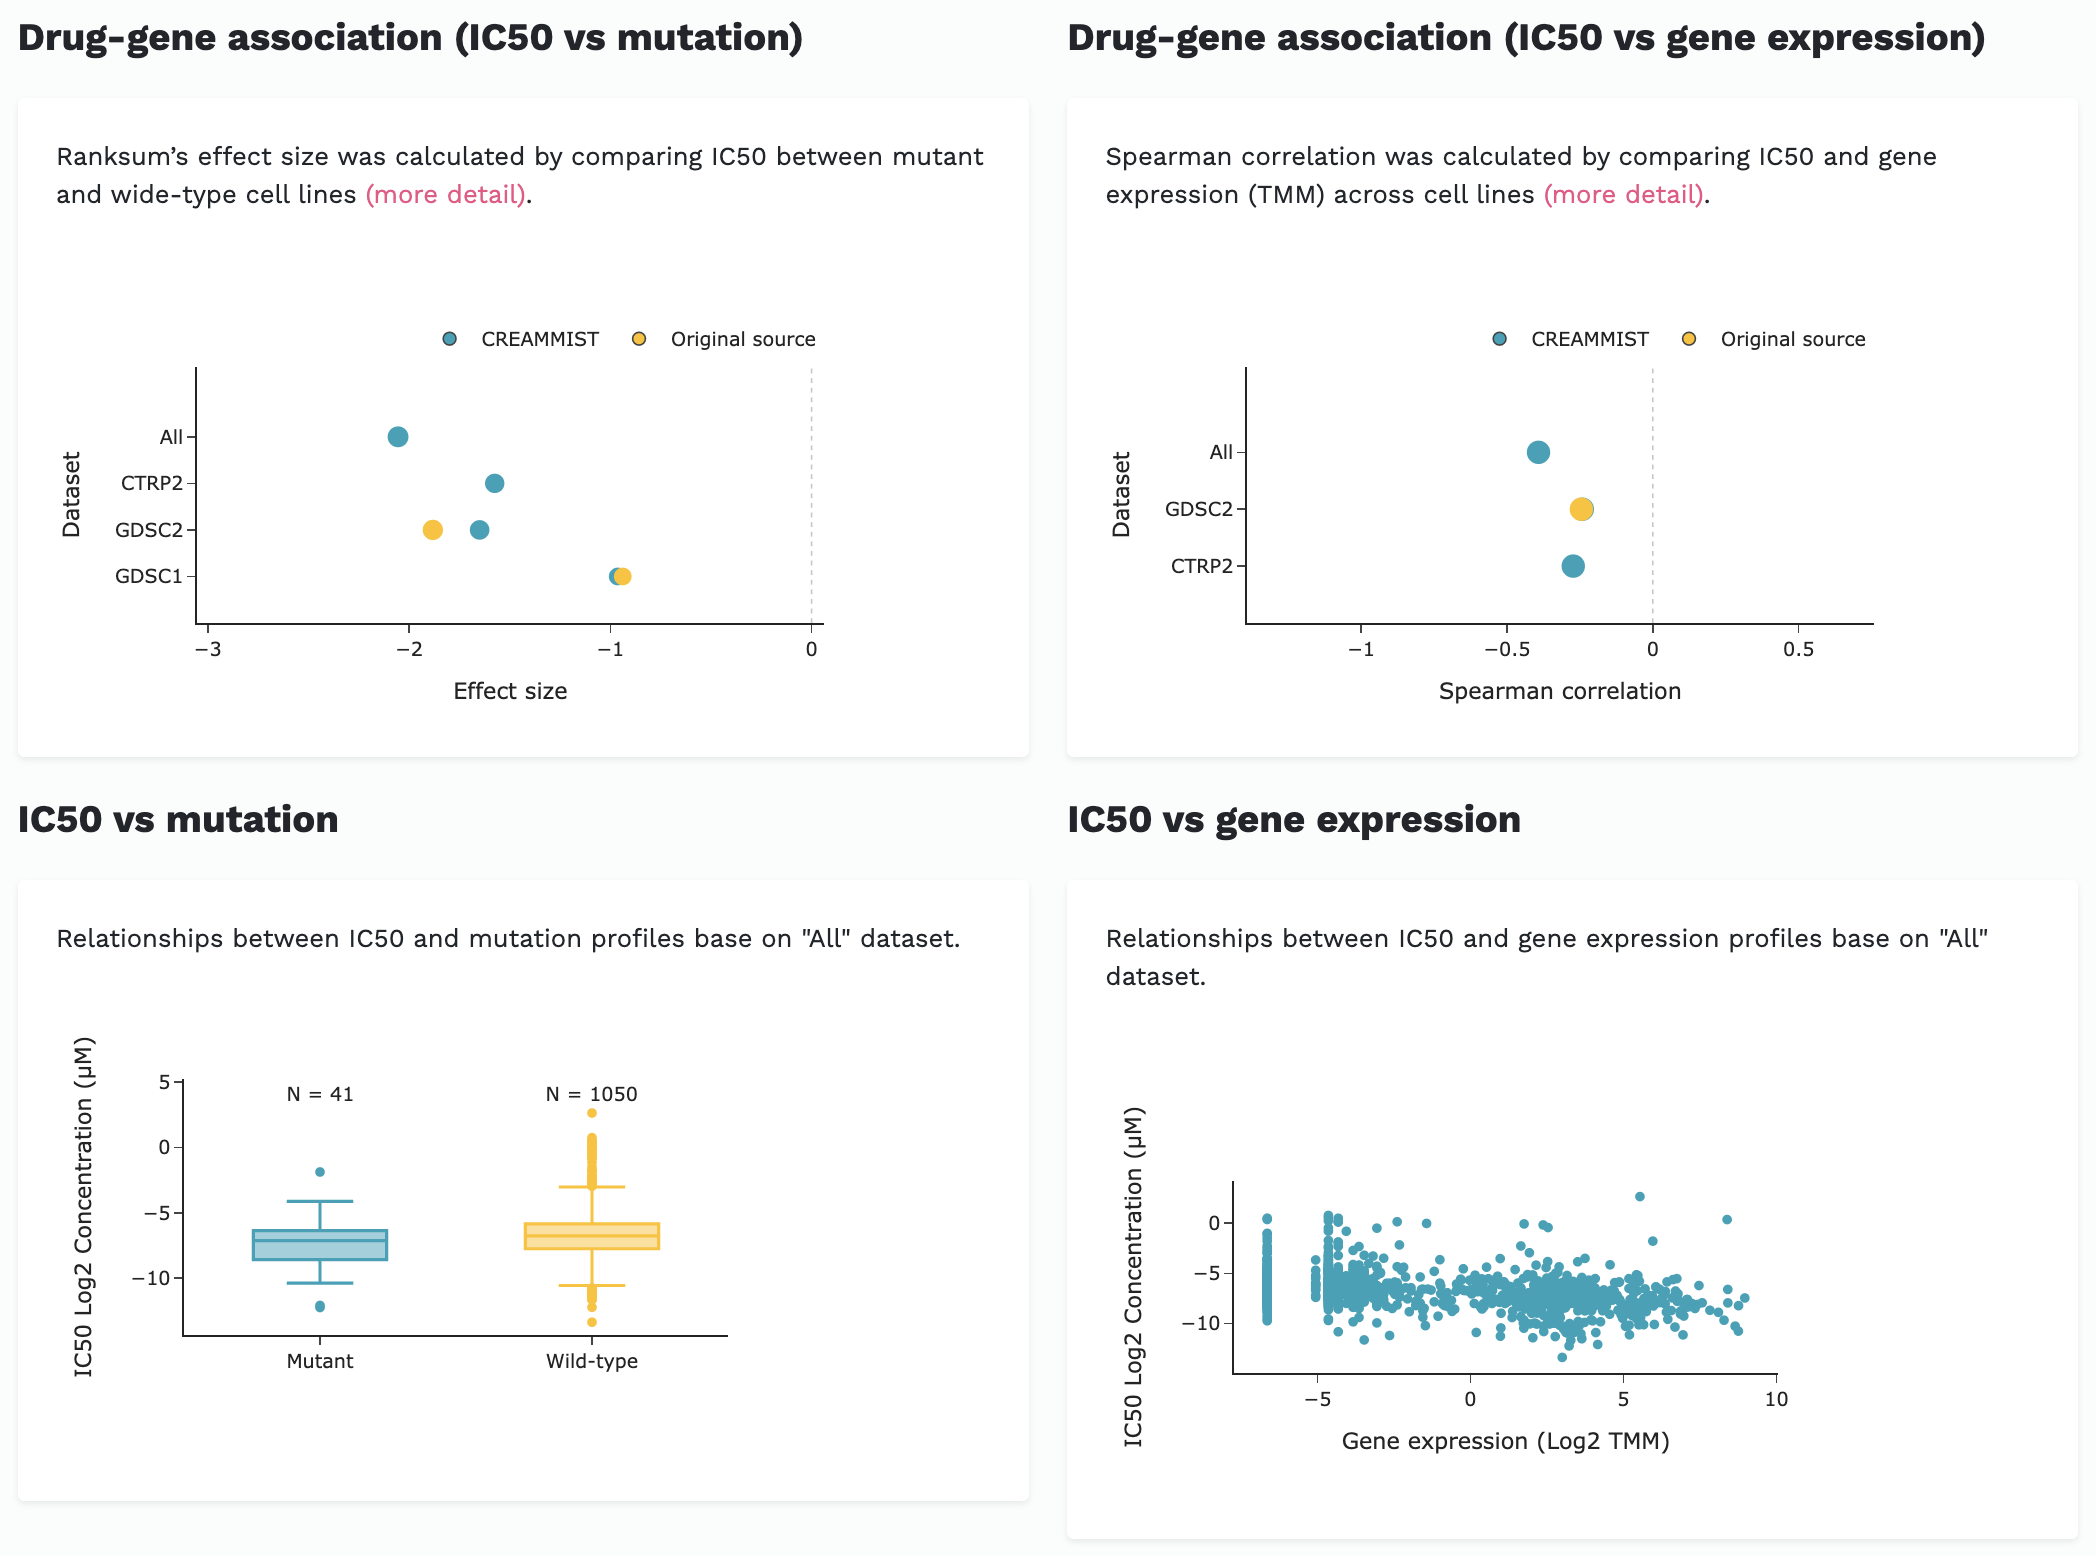 Drug-gene association (IC50 vs mutation)
Ranksum’s effect size was calculated by comparing IC50 between mutant
and wide-type cell lines (more detail).
CREAMMIST
Original source
Dataset
All
CTRP2
GDSC2
GDSC1
−3
−2
−1
0
Effect size
Drug-gene association (IC50 vs gene expression)
Spearman correlation was calculated by comparing IC50 and gene
expression (TMM) across cell lines (more detail).
CREAMMIST
Original source
Dataset
All
GDSC2
CTRP2
−1
−0.5
0
0.5
Spearman correlation
IC50 vs mutation
Relationships between IC50 and mutation profiles base on "All" dataset.
IC50 Log2 Concentration (μM)
5
0
−5
−10
N = 41
N = 1050
Mutant
Wild-type
IC50 vs gene expression
Relationships between IC50 and gene expression profiles base on "All"
dataset.
IC50 Log2 Concentration (μM)
0
−5
−10
−5
0
5
10
Gene expression (Log2 TMM)